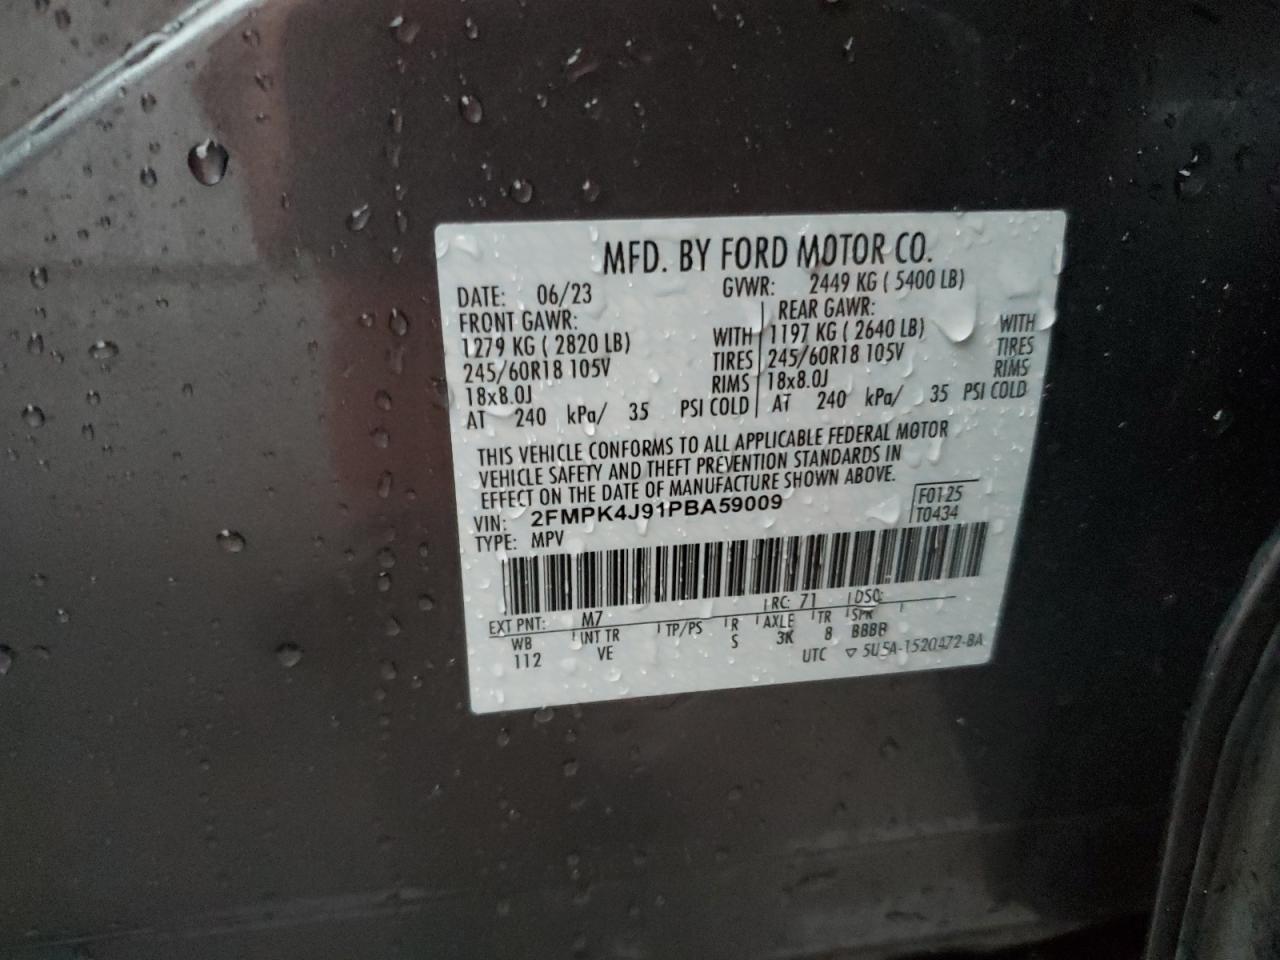 MFD. BY FORD MOTOR CO.
DATE: 06/23 GVWR: 2449 KG ( 5400 LB)
FRONT GAWR: REAR GAWR:
1279 KG ( 2820 LB) WITH 1197 KG ( 2640 LB) WITH
245/60R18 105V TIRES 245/60R18 105V TIRES
18x8.0J RIMS 18x8.0J RIMS
AT 240 kPa/ 35 PSI COLD AT 240 kPa/ 35 PSI COLD
THIS VEHICLE CONFORMS TO ALL APPLICABLE FEDERAL MOTOR
VEHICLE SAFETY AND THEFT PREVENTION STANDARDS IN
EFFECT ON THE DATE OF MANUFACTURE SHOWN ABOVE.
VIN: 2FMPK4J91PBA59009 F0125
TYPE: MPV T0434
EXT PNT: M7 RC: 71 DSO:
WB INT TR TP/PS R AXLE TR SPR
112 VE S 3K 8 BBBB
UTC ▽ 5U5A-1520472-BA